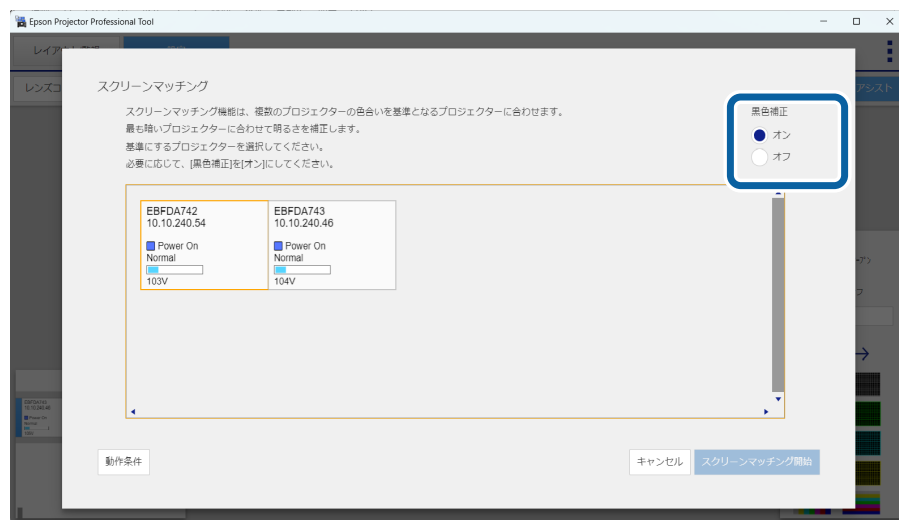 Epson Projector Professional Tool
レイア
レンズコ
アシスト
スクリーンマッチング
スクリーンマッチング機能は、複数のプロジェクターの色合いを基準となるプロジェクターに合わせます。
最も暗いプロジェクターに合わせて明るさを補正します。
基準にするプロジェクターを選択してください。
必要に応じて、[黒色補正]を[オン]にしてください。
黒色補正
オン
オフ
EBFDA742
10.10.240.54
Power On
Normal
103V
EBFDA743
10.10.240.46
Power On
Normal
104V
動作条件
キャンセル
スクリーンマッチング開始